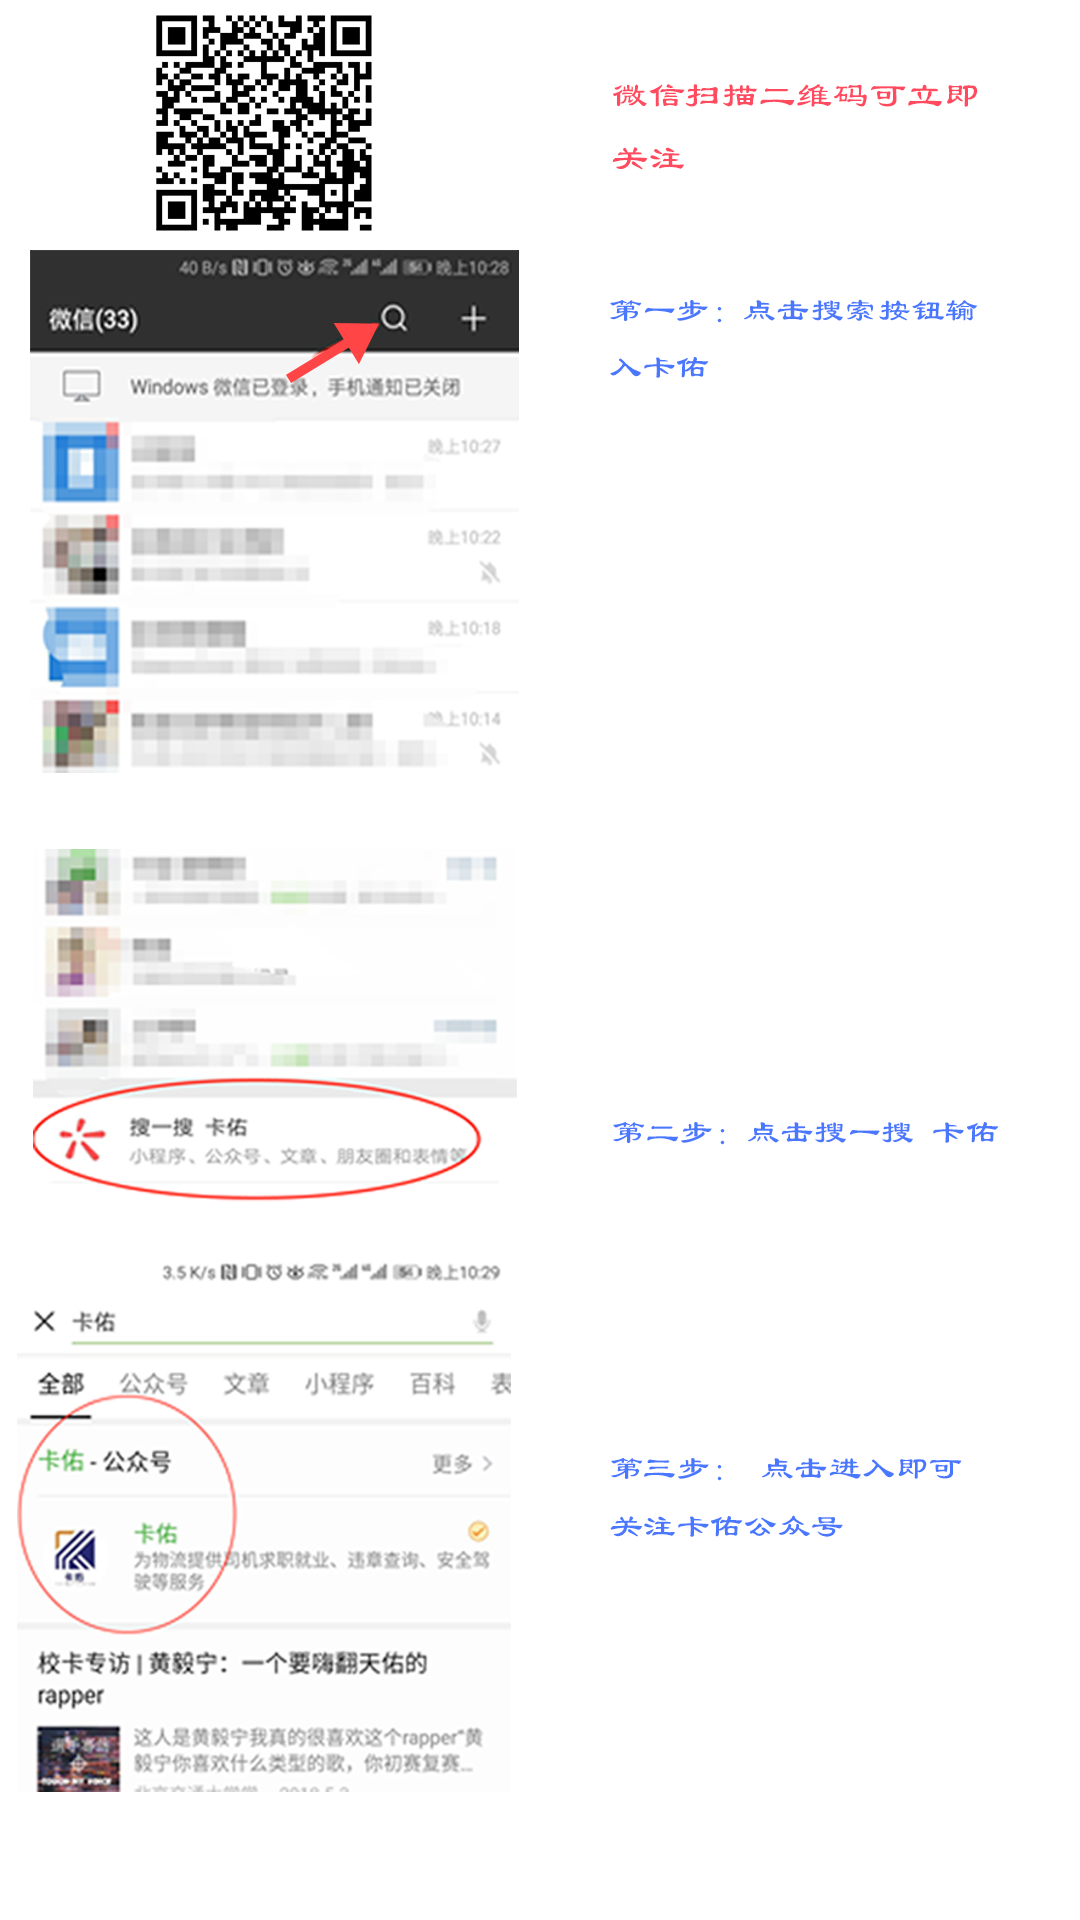 微信扫描二维码可立即
关注
40 B/s 晚上10:28
微信(33)
第一步：点击搜索按钮输
入卡佑
Windows 微信已登录，手机通知已关闭
晚上10:27
晚上10:22
晚上10:18
晚上10:14
搜一搜 卡佑
小程序、公众号、文章、朋友圈和表情等
第二步：点击搜一搜 卡佑
3.5 K/s 晚上10:29
卡佑
全部 公众号 文章 小程序 百科 表
卡佑 - 公众号 更多
第三步： 点击进入即可
关注卡佑公众号
卡佑
卡佑
为物流提供司机求职就业、违章查询、安全驾
驶等服务
校卡专访 | 黄毅宁：一个要嗨翻天佑的
rapper
这人是黄毅宁我真的很喜欢这个rapper"黄
毅宁你喜欢什么类型的歌，你初赛复赛...